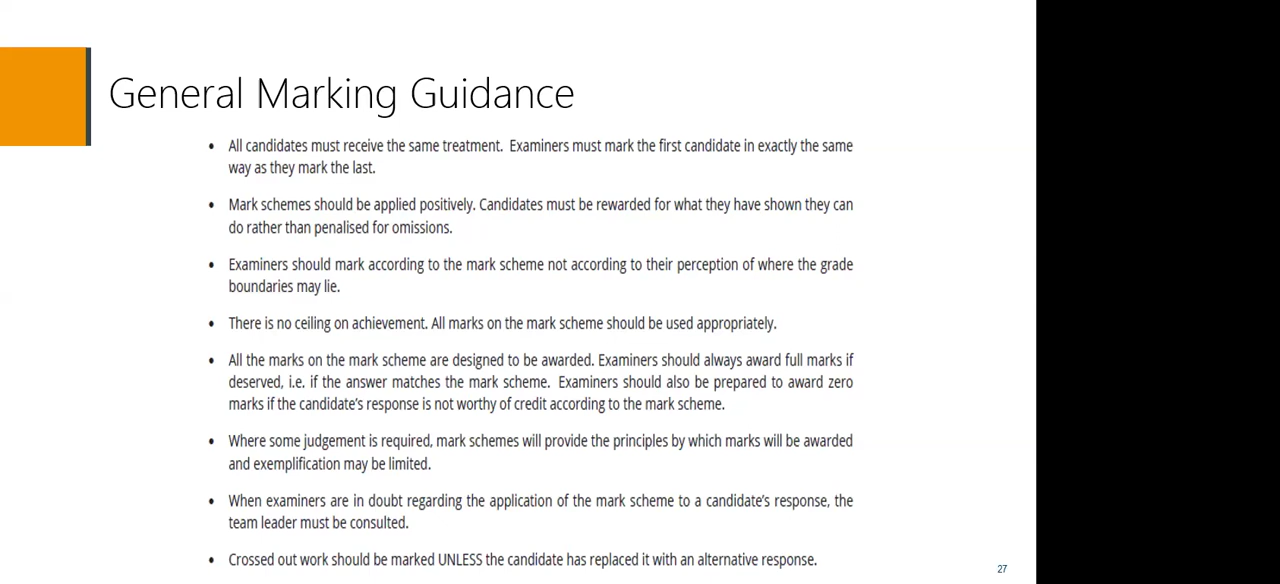 General Marking Guidance
• All candidates must receive the same treatment. Examiners must mark the first candidate in exactly the same
way as they mark the last.
• Mark schemes should be applied positively. Candidates must be rewarded for what they have shown they can
do rather than penalised for omissions.
• Examiners should mark according to the mark scheme not according to their perception of where the grade
boundaries may lie.
• There is no ceiling on achievement. All marks on the mark scheme should be used appropriately.
• All the marks on the mark scheme are designed to be awarded. Examiners should always award full marks if
deserved, i.e. if the answer matches the mark scheme. Examiners should also be prepared to award zero
marks if the candidate’s response is not worthy of credit according to the mark scheme.
• Where some judgement is required, mark schemes will provide the principles by which marks will be awarded
and exemplification may be limited.
• When examiners are in doubt regarding the application of the mark scheme to a candidate’s response, the
team leader must be consulted.
• Crossed out work should be marked UNLESS the candidate has replaced it with an alternative response.
27